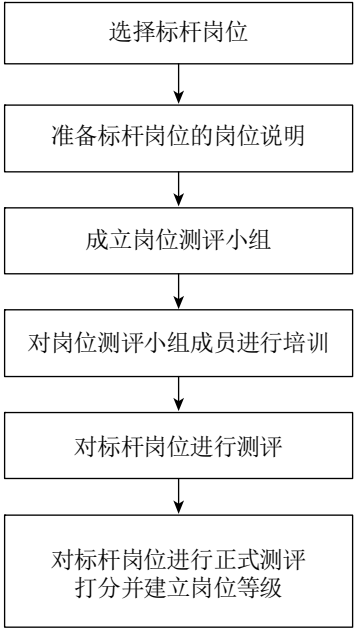 选择标杆岗位
准备标杆岗位的岗位说明
成立岗位测评小组
对岗位测评小组成员进行培训
对标杆岗位进行测评
对标杆岗位进行正式测评
打分并建立岗位等级